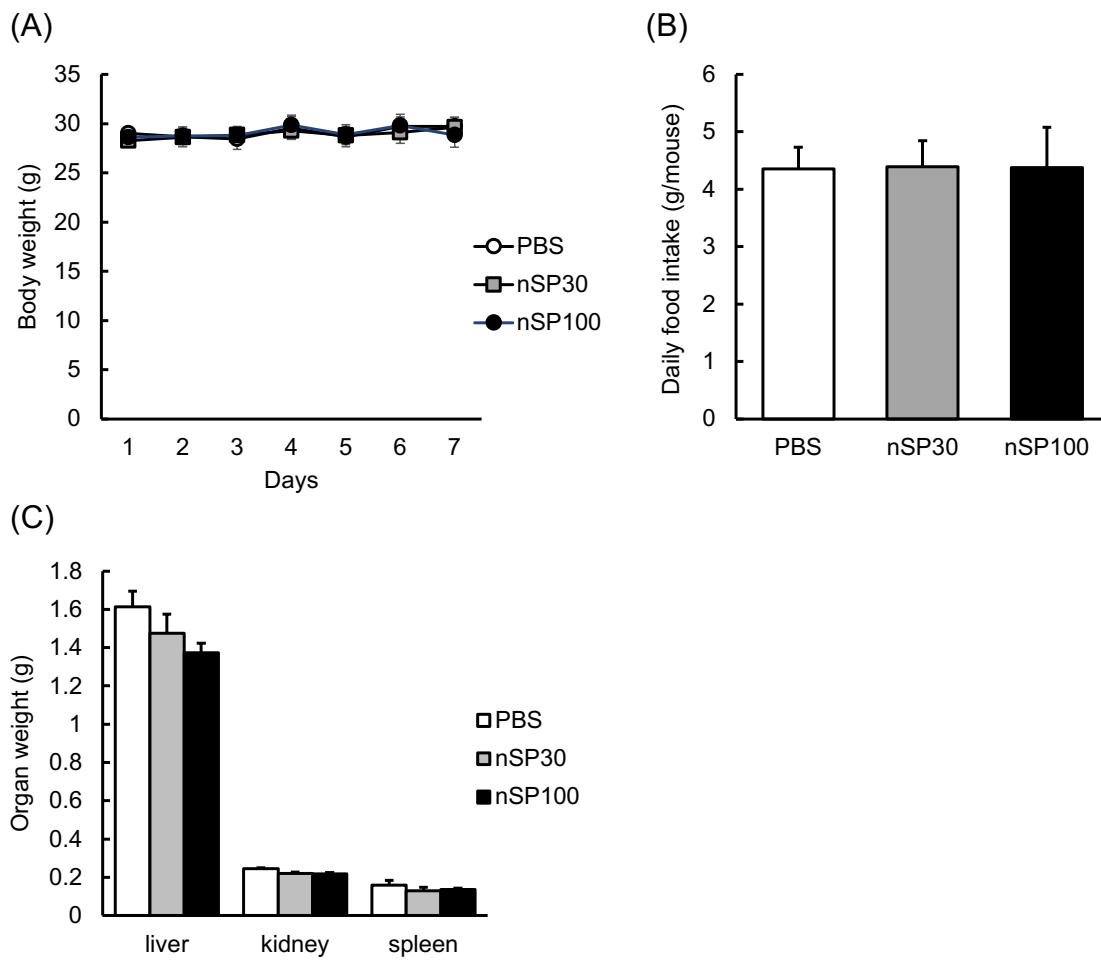 (A)
35
30
25
20
15
10
5
0
Body weight (g)
1 2 3 4 5 6 7
Days
PBS
nSP30
nSP100
(B)
6
5
4
3
2
1
0
Daily food intake (g/mouse)
PBS nSP30 nSP100
(C)
1.8
1.6
1.4
1.2
1
0.8
0.6
0.4
0.2
0
Organ weight (g)
liver kidney spleen
PBS
nSP30
nSP100